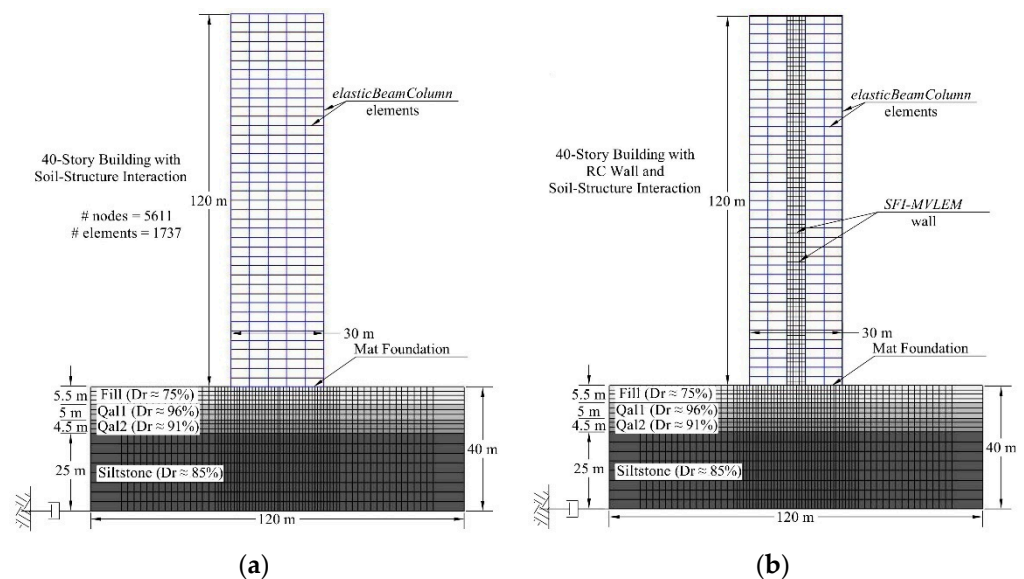 elasticBeamColumn
elements
40-Story Building with
Soil-Structure Interaction
# nodes = 5611
# elements = 1737
120 m
30 m
Mat Foundation
5.5 m
5 m
4.5 m
25 m
Fill (Dr ≈ 75%)
Qal1 (Dr ≈ 96%)
Qal2 (Dr ≈ 91%)
Siltstone (Dr ≈ 85%)
40 m
120 m
(a)
elasticBeamColumn
elements
40-Story Building with
RC Wall and
Soil-Structure Interaction
120 m
SFI-MVLEM
wall
30 m
Mat Foundation
5.5 m
5 m
4.5 m
25 m
Fill (Dr ≈ 75%)
Qal1 (Dr ≈ 96%)
Qal2 (Dr ≈ 91%)
Siltstone (Dr ≈ 85%)
40 m
120 m
(b)